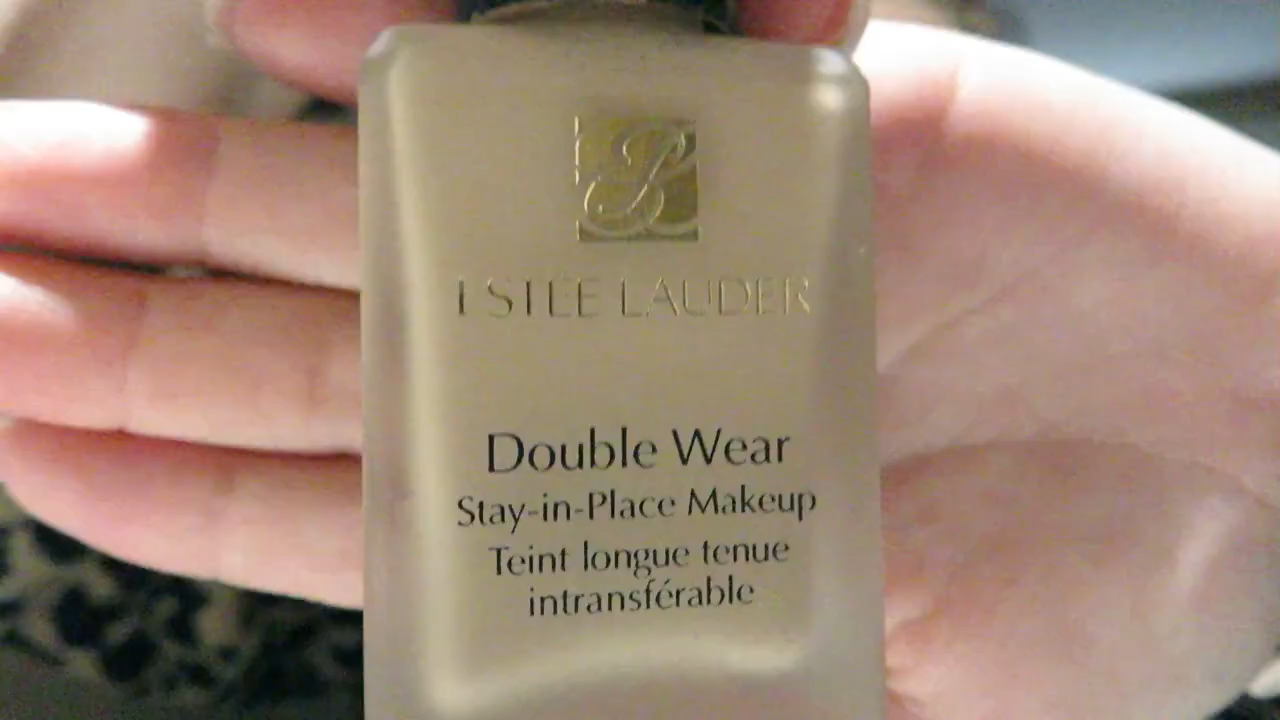 ESTEE LAUDER
Double Wear
Stay-in-Place Makeup
Teint longue tenue
intransférable